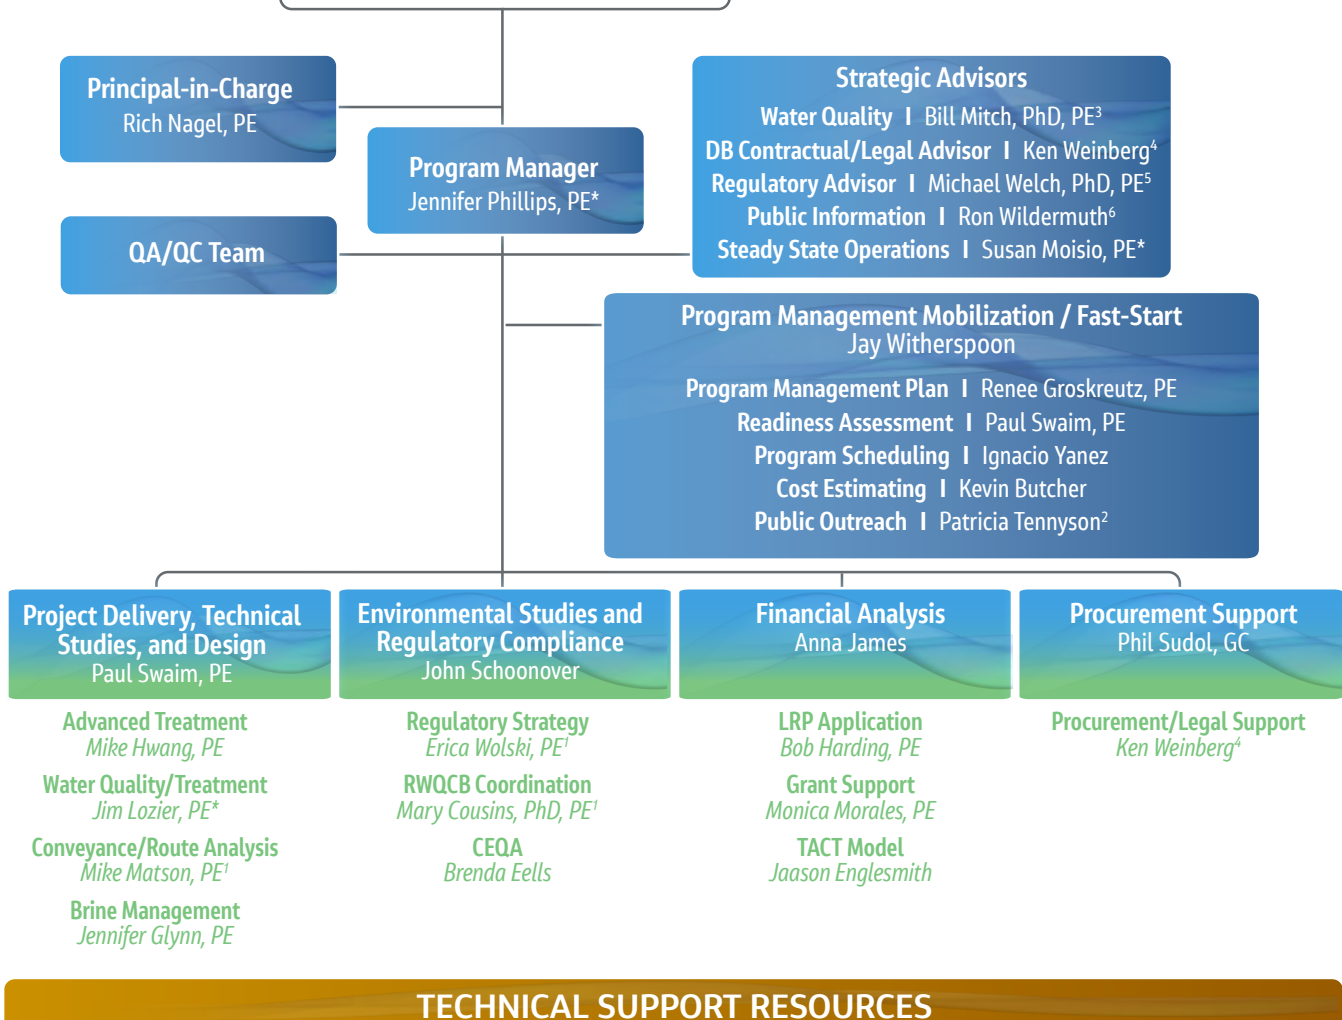 Principal-in-Charge
Rich Nagel, PE
Program Manager
Jennifer Phillips, PE*
QA/QC Team
Strategic Advisors
Water Quality I Bill Mitch, PhD, PE³
DB Contractual/Legal Advisor I Ken Weinberg⁴
Regulatory Advisor I Michael Welch, PhD, PE⁵
Public Information I Ron Wildermuth⁶
Steady State Operations I Susan Moisio, PE*
Program Management Mobilization / Fast-Start
Jay Witherspoon
Program Management Plan I Renee Groskreutz, PE
Readiness Assessment I Paul Swaim, PE
Program Scheduling I Ignacio Yanez
Cost Estimating I Kevin Butcher
Public Outreach I Patricia Tennyson²
Project Delivery, Technical
Studies, and Design
Paul Swaim, PE
Advanced Treatment
Mike Hwang, PE
Water Quality/Treatment
Jim Lozier, PE*
Conveyance/Route Analysis
Mike Matson, PE¹
Brine Management
Jennifer Glynn, PE
Environmental Studies and
Regulatory Compliance
John Schoonover
Regulatory Strategy
Erica Wolski, PE¹
RWQCB Coordination
Mary Cousins, PhD, PE¹
CEQA
Brenda Eells
Financial Analysis
Anna James
LRP Application
Bob Harding, PE
Grant Support
Monica Morales, PE
TACT Model
Jaason Englesmith
Procurement Support
Phil Sudol, GC
Procurement/Legal Support
Ken Weinberg⁴
TECHNICAL SUPPORT RESOURCES